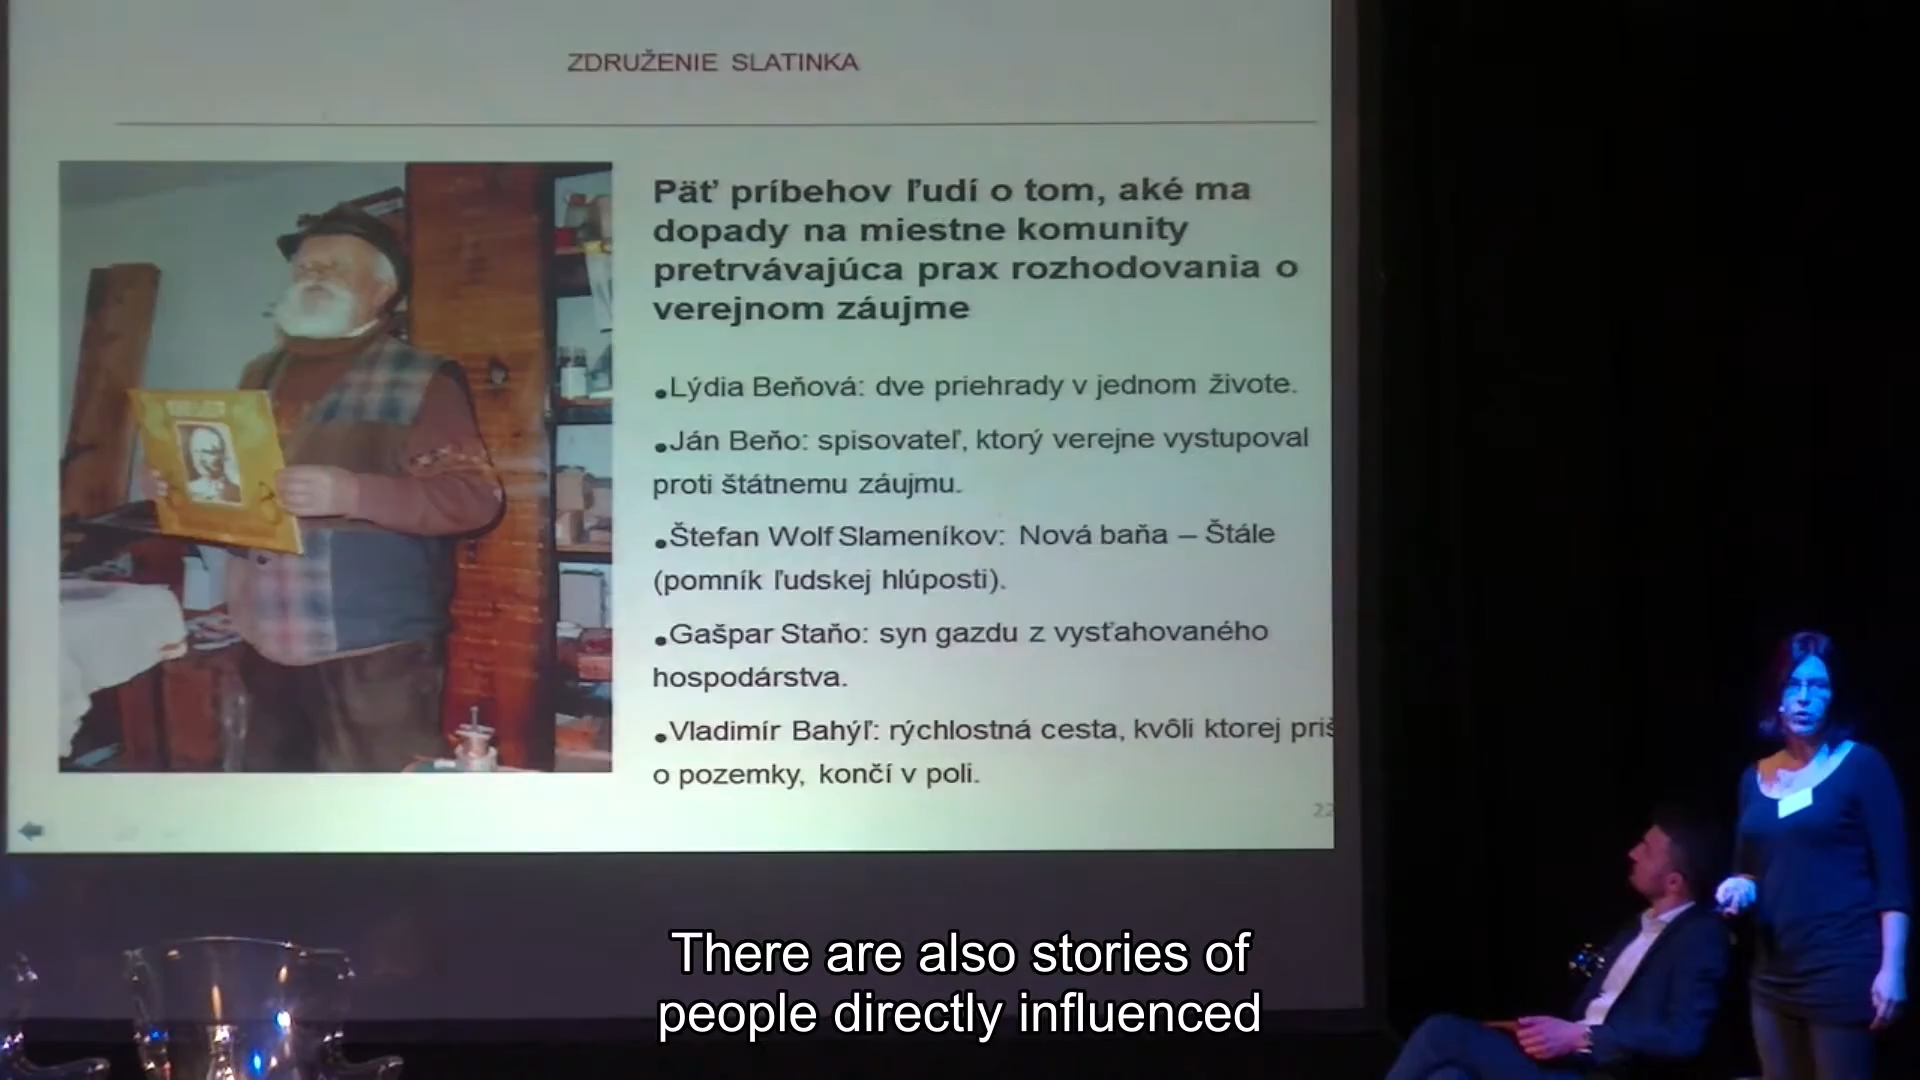 ZDRUŽENIE SLATINKA
Päť príbehov ľudí o tom, aké ma
dopady na miestne komunity
pretrvávajúca prax rozhodovania o
verejnom záujme
•Lýdia Beňová: dve priehrady v jednom živote.
•Ján Beňo: spisovateľ, ktorý verejne vystupoval
proti štátnemu záujmu.
•Štefan Wolf Slameníkov: Nová baňa – Štále
(pomník ľudskej hlúposti).
•Gašpar Staňo: syn gazdu z vysťahovaného
hospodárstva.
•Vladimír Bahýľ: rýchlostná cesta, kvôli ktorej priš
o pozemky, končí v poli.
22
There are also stories of
people directly influenced